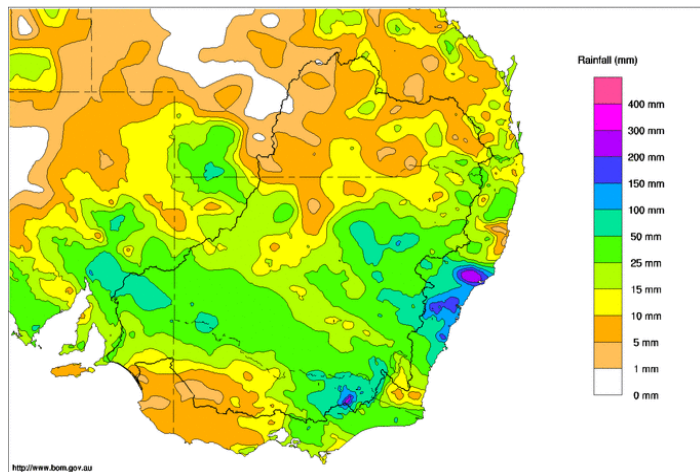 Rainfall (mm)
400 mm
300 mm
200 mm
150 mm
100 mm
50 mm
25 mm
15 mm
10 mm
5 mm
1 mm
0 mm
http://www.bom.gov.au